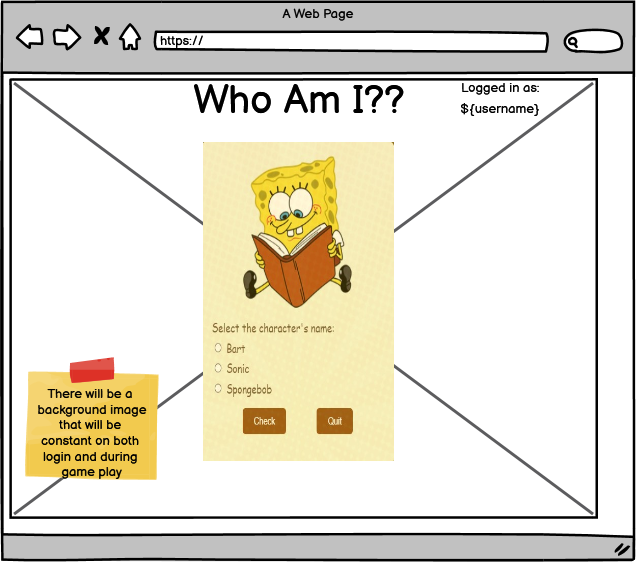 A Web Page
https://
Who Am I??
Logged in as:
${username}
Select the character's name:
Bart
Sonic
Spongebob
Check
Quit
There will be a
background image
that will be
constant on both
login and during
game play